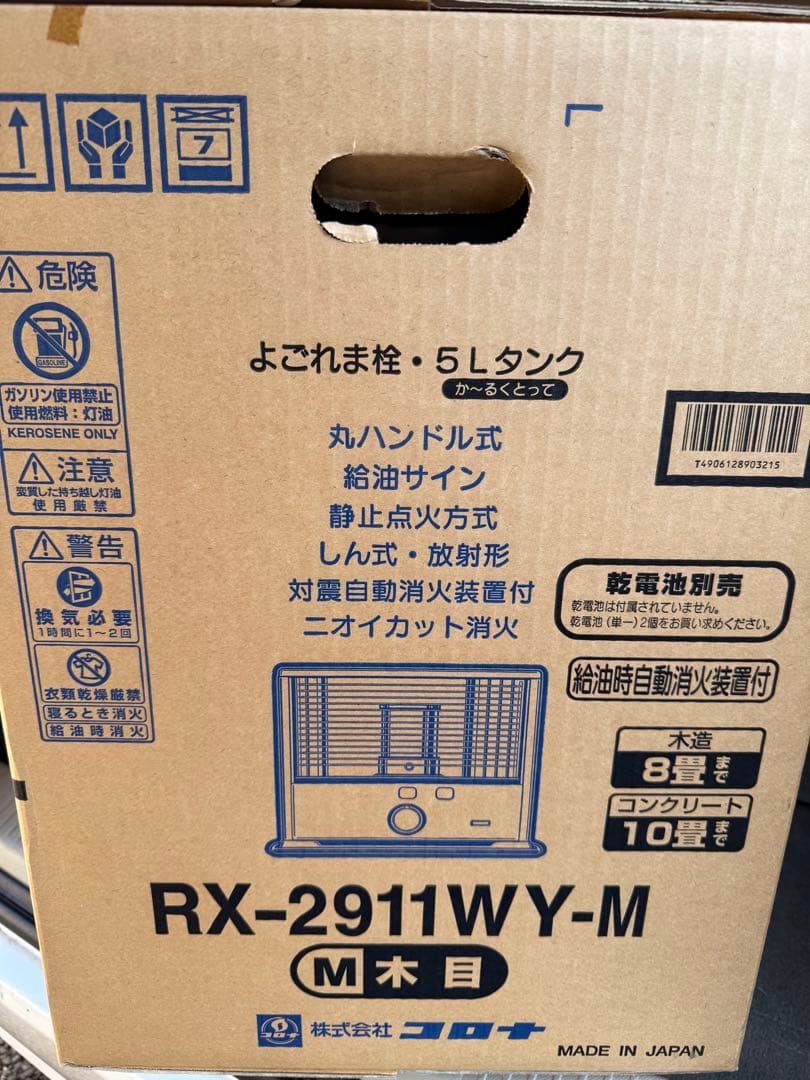 7
危険
GASOLINE
ガソリン使用禁止
使用燃料：灯油
KEROSENE ONLY
注意
変質した持ち越し灯油
使用厳禁
警告
換気必要
1時間に1～2回
衣類乾燥厳禁
寝るとき消火
給油時消火
よごれま栓・5Lタンク
か～るくとって
丸ハンドル式
給油サイン
静止点火方式
しん式・放射形
対震自動消火装置付
ニオイカット消火
T4906128903215
乾電池別売
乾電池は付属されていません。
乾電池（単一）2個をお買い求めください。
給油時自動消火装置付
木造
8畳まで
コンクリート
10畳まで
RX-2911WY-M
M木目
コロナ
株式会社 コロナ
MADE IN JAPAN